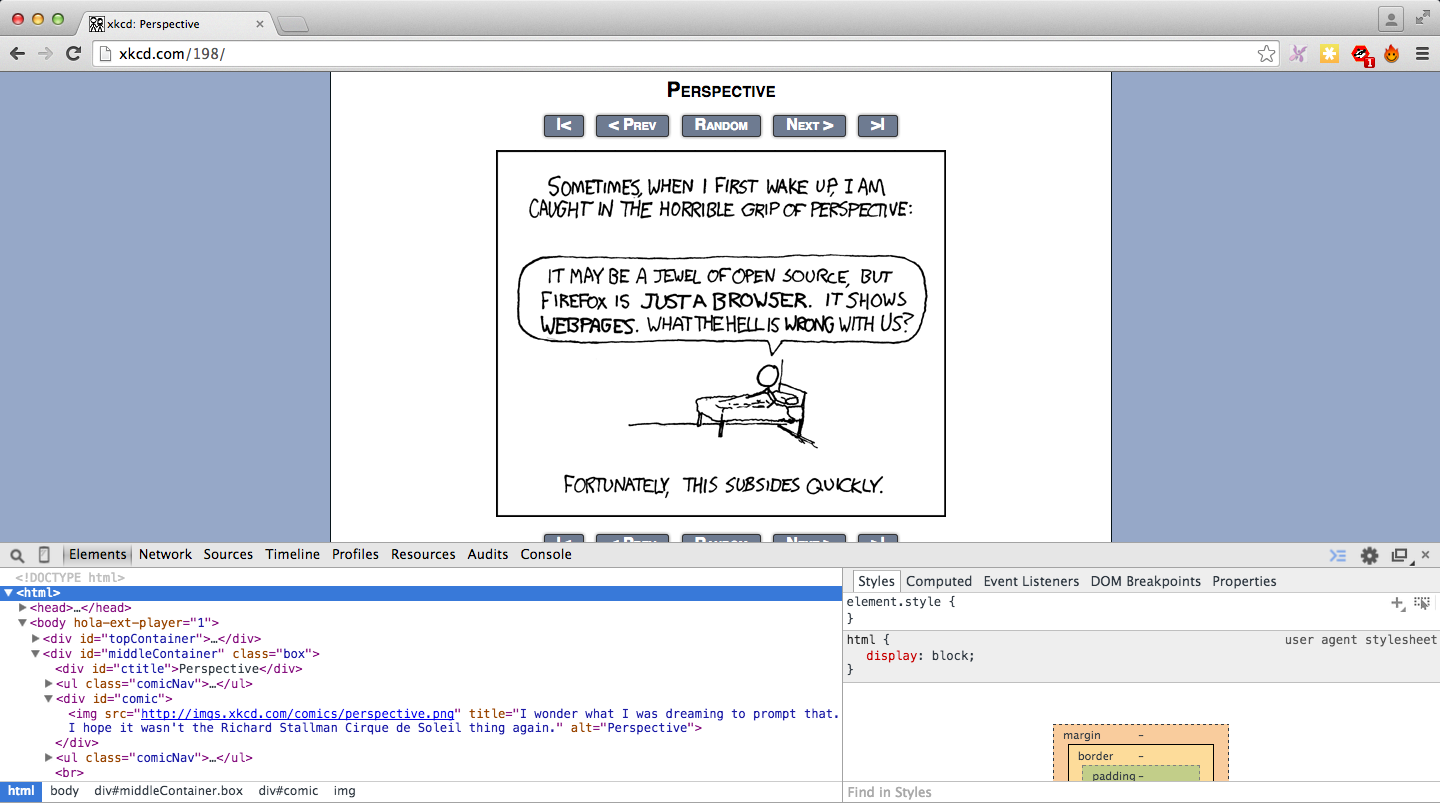 xkcd: Perspective
xkcd.com/198/
1
PERSPECTIVE
|< < PREV RANDOM NEXT > >|
SOMETIMES, WHEN I FIRST WAKE UP, I AM
CAUGHT IN THE HORRIBLE GRIP OF PERSPECTIVE:
IT MAY BE A JEWEL OF OPEN SOURCE, BUT
FIREFOX IS JUST A BROWSER. IT SHOWS
WEBPAGES. WHAT THE HELL IS WRONG WITH US?
FORTUNATELY, THIS SUBSIDES QUICKLY.
|< < PREV RANDOM NEXT > >|
Elements Network Sources Timeline Profiles Resources Audits Console
<!DOCTYPE html>
<html>
<head>…</head>
<body hola-ext-player="1">
<div id="topContainer">…</div>
<div id="middleContainer" class="box">
<div id="ctitle">Perspective</div>
<ul class="comicNav">…</ul>
<div id="comic">
<img src="http://imgs.xkcd.com/comics/perspective.png" title="I wonder what I was dreaming to prompt that.
I hope it wasn't the Richard Stallman Cirque de Soleil thing again." alt="Perspective">
</div>
<ul class="comicNav">…</ul>
<br>
html body div#middleContainer.box div#comic img
Styles Computed Event Listeners DOM Breakpoints Properties
element.style {
}
html { user agent stylesheet
display: block;
}
margin -
border -
padding -
Find in Styles